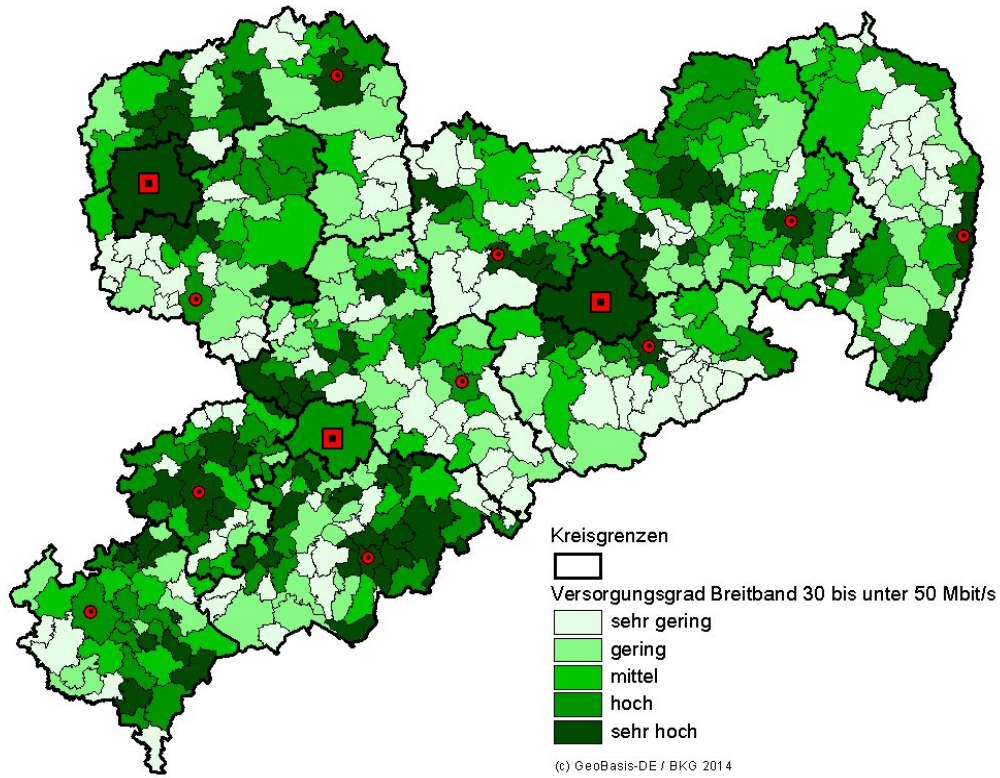 Kreisgrenzen
Versorgungsgrad Breitband 30 bis unter 50 Mbit/s
sehr gering
gering
mittel
hoch
sehr hoch
(c) GeoBasis-DE / BKG 2014